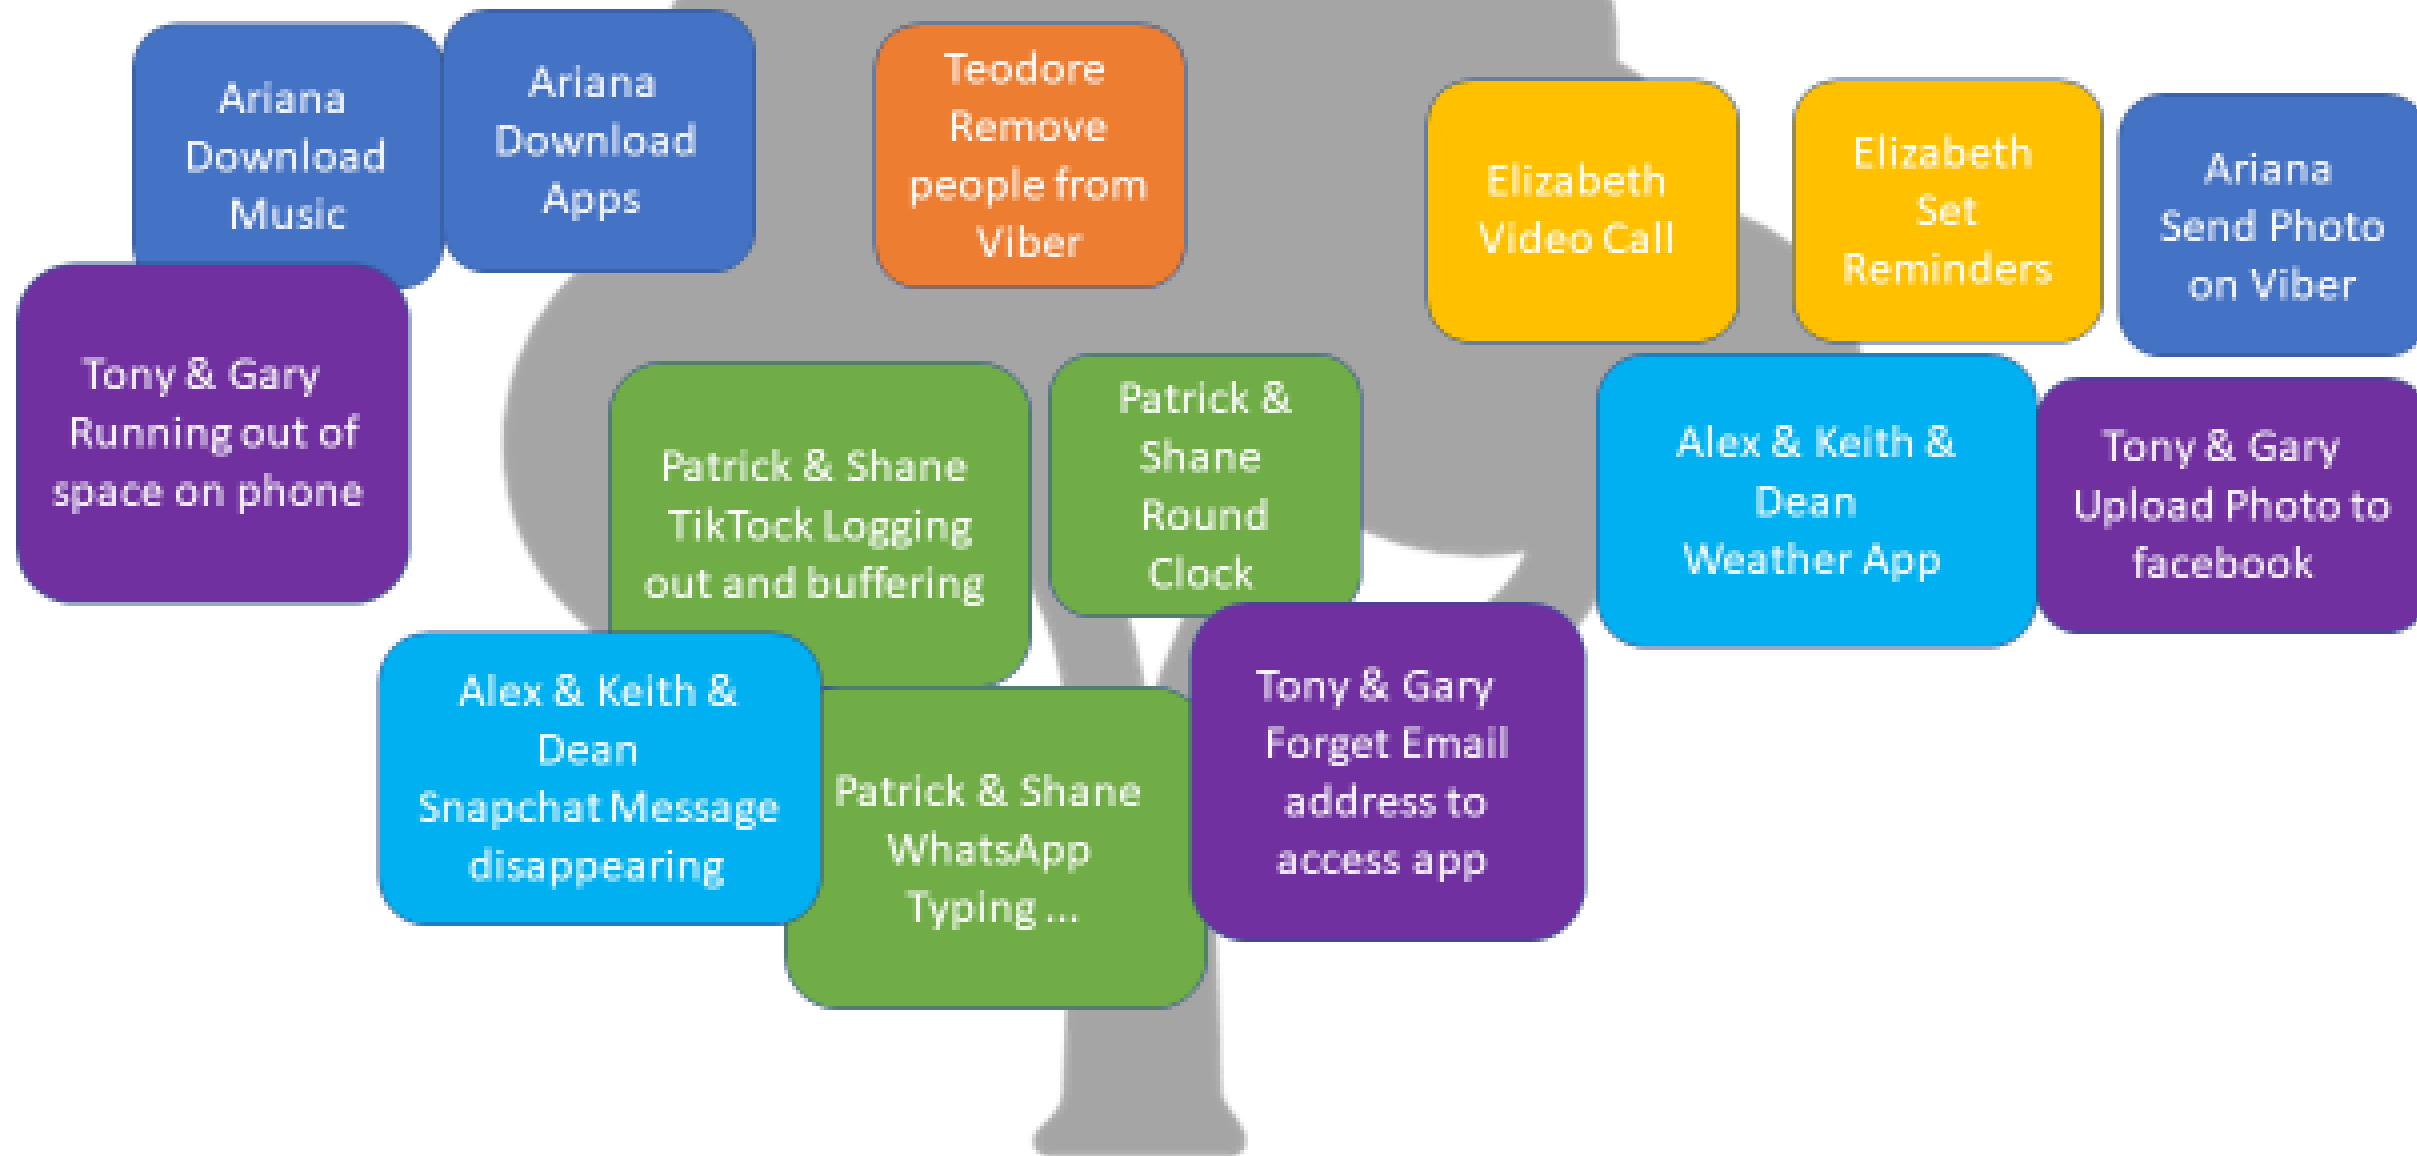 Ariana
Download
Music
Ariana
Download
Apps
Teodore
Remove
people from
Viber
Elizabeth
Video Call
Elizabeth
Set
Reminders
Ariana
Send Photo
on Viber
Tony & Gary
Running out of
space on phone
Patrick & Shane
TikTock Logging
out and buffering
Patrick &
Shane
Round
Clock
Alex & Keith &
Dean
Weather App
Tony & Gary
Upload Photo to
facebook
Alex & Keith &
Dean
Snapchat Message
disappearing
Patrick & Shane
WhatsApp
Typing ...
Tony & Gary
Forget Email
address to
access app